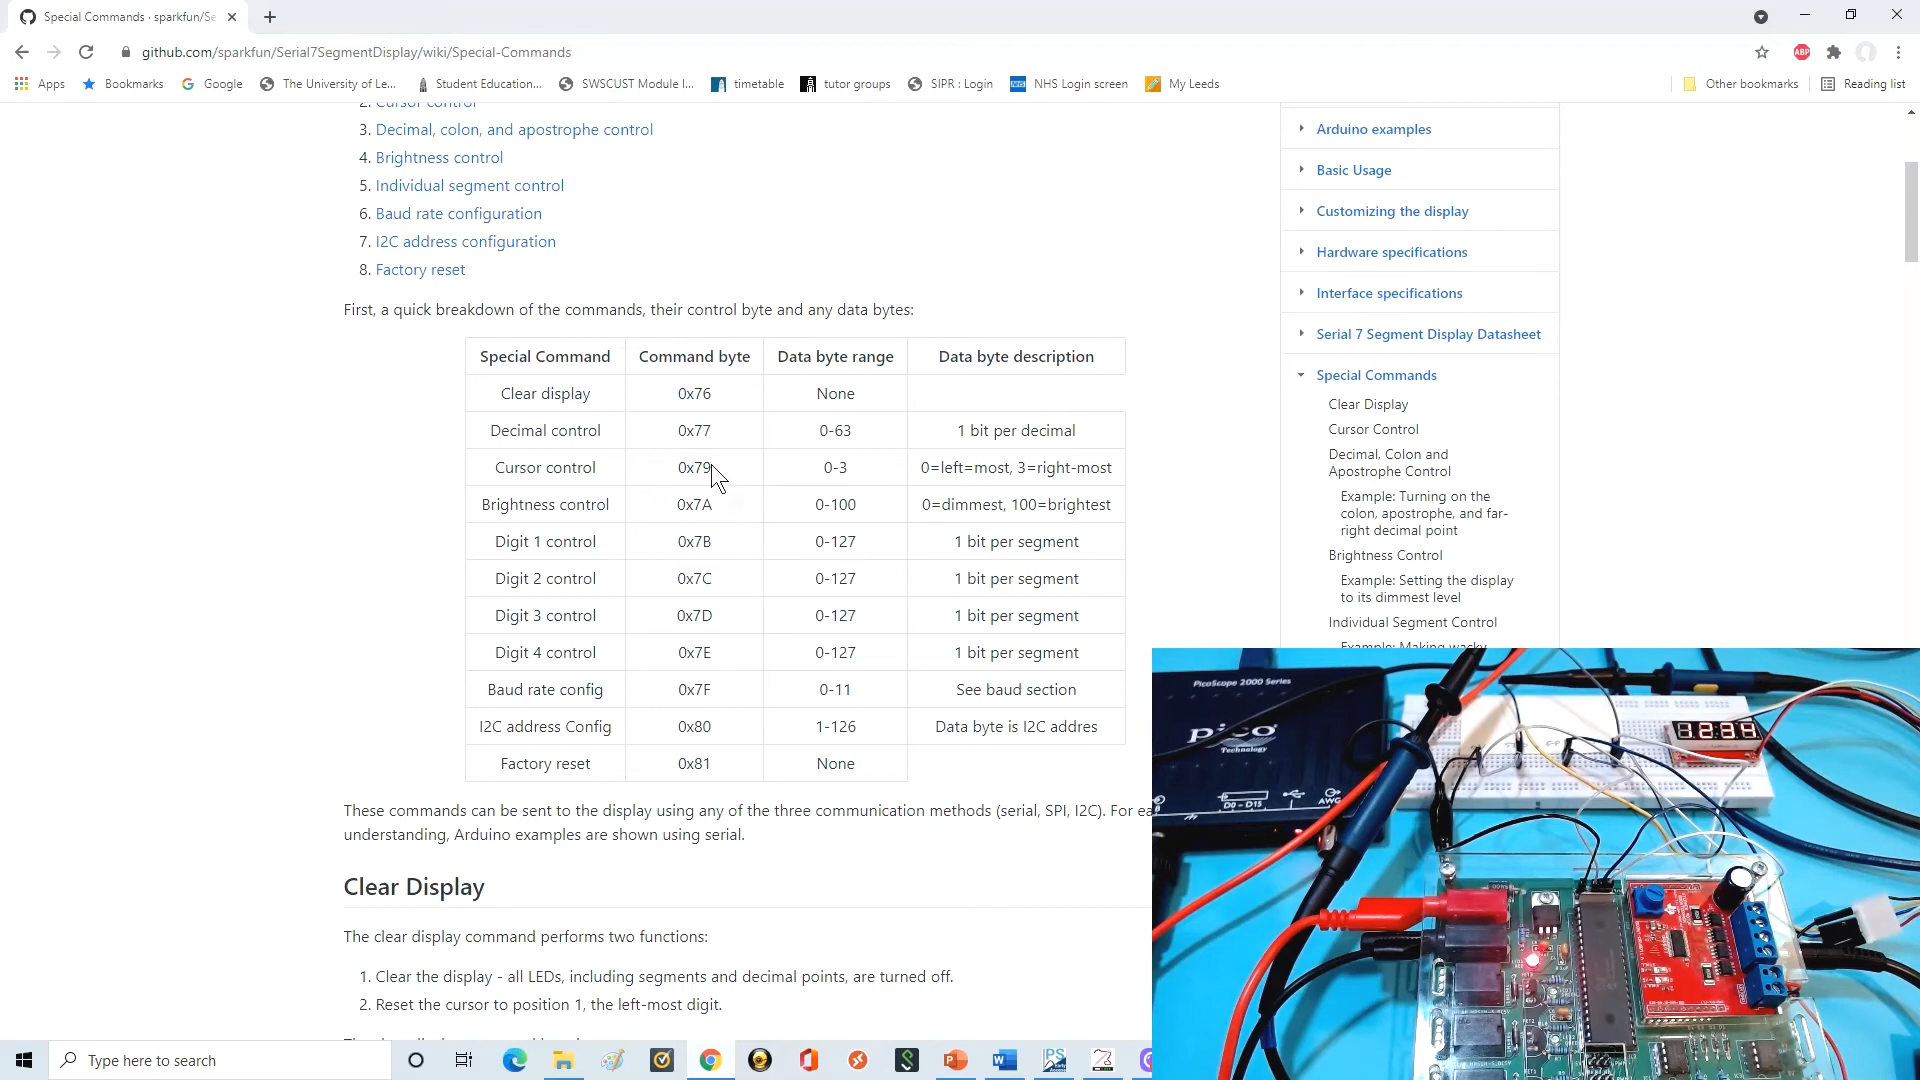 Special Commands · sparkfun/Se
github.com/sparkfun/Serial7SegmentDisplay/wiki/Special-Commands
ABP
Apps
Bookmarks
Google
The University of Le...
Student Education...
SWSCUST Module I...
timetable
tutor groups
SIPR : Login
NHS Login screen
My Leeds
Other bookmarks
Reading list
2. Cursor control
3. Decimal, colon, and apostrophe control
4. Brightness control
5. Individual segment control
6. Baud rate configuration
7. I2C address configuration
8. Factory reset
First, a quick breakdown of the commands, their control byte and any data bytes:
Special Command Command byte Data byte range Data byte description
Clear display 0x76 None
Decimal control 0x77 0-63 1 bit per decimal
Cursor control 0x79 0-3 0=left=most, 3=right-most
Brightness control 0x7A 0-100 0=dimmest, 100=brightest
Digit 1 control 0x7B 0-127 1 bit per segment
Digit 2 control 0x7C 0-127 1 bit per segment
Digit 3 control 0x7D 0-127 1 bit per segment
Digit 4 control 0x7E 0-127 1 bit per segment
Baud rate config 0x7F 0-11 See baud section
I2C address Config 0x80 1-126 Data byte is I2C addres
Factory reset 0x81 None
These commands can be sent to the display using any of the three communication methods (serial, SPI, I2C). For ea
understanding, Arduino examples are shown using serial.
Clear Display
The clear display command performs two functions:
1. Clear the display - all LEDs, including segments and decimal points, are turned off.
2. Reset the cursor to position 1, the left-most digit.
Arduino examples
Basic Usage
Customizing the display
Hardware specifications
Interface specifications
Serial 7 Segment Display Datasheet
Special Commands
Clear Display
Cursor Control
Decimal, Colon and
Apostrophe Control
Example: Turning on the
colon, apostrophe, and far-
right decimal point
Brightness Control
Example: Setting the display
to its dimmest level
Individual Segment Control
Example: Making wacky
PicoScope 2000 Series
pico
Technology
D0 - D15
AWG
1234
Type here to search